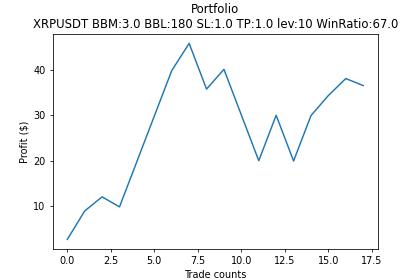 Portfolio
XRPUSDT BBM:3.0 BBL:180 SL:1.0 TP:1.0 lev:10 WinRatio:67.0
Profit ($)
40
30
20
10
0.0 2.5 5.0 7.5 10.0 12.5 15.0 17.5
Trade counts